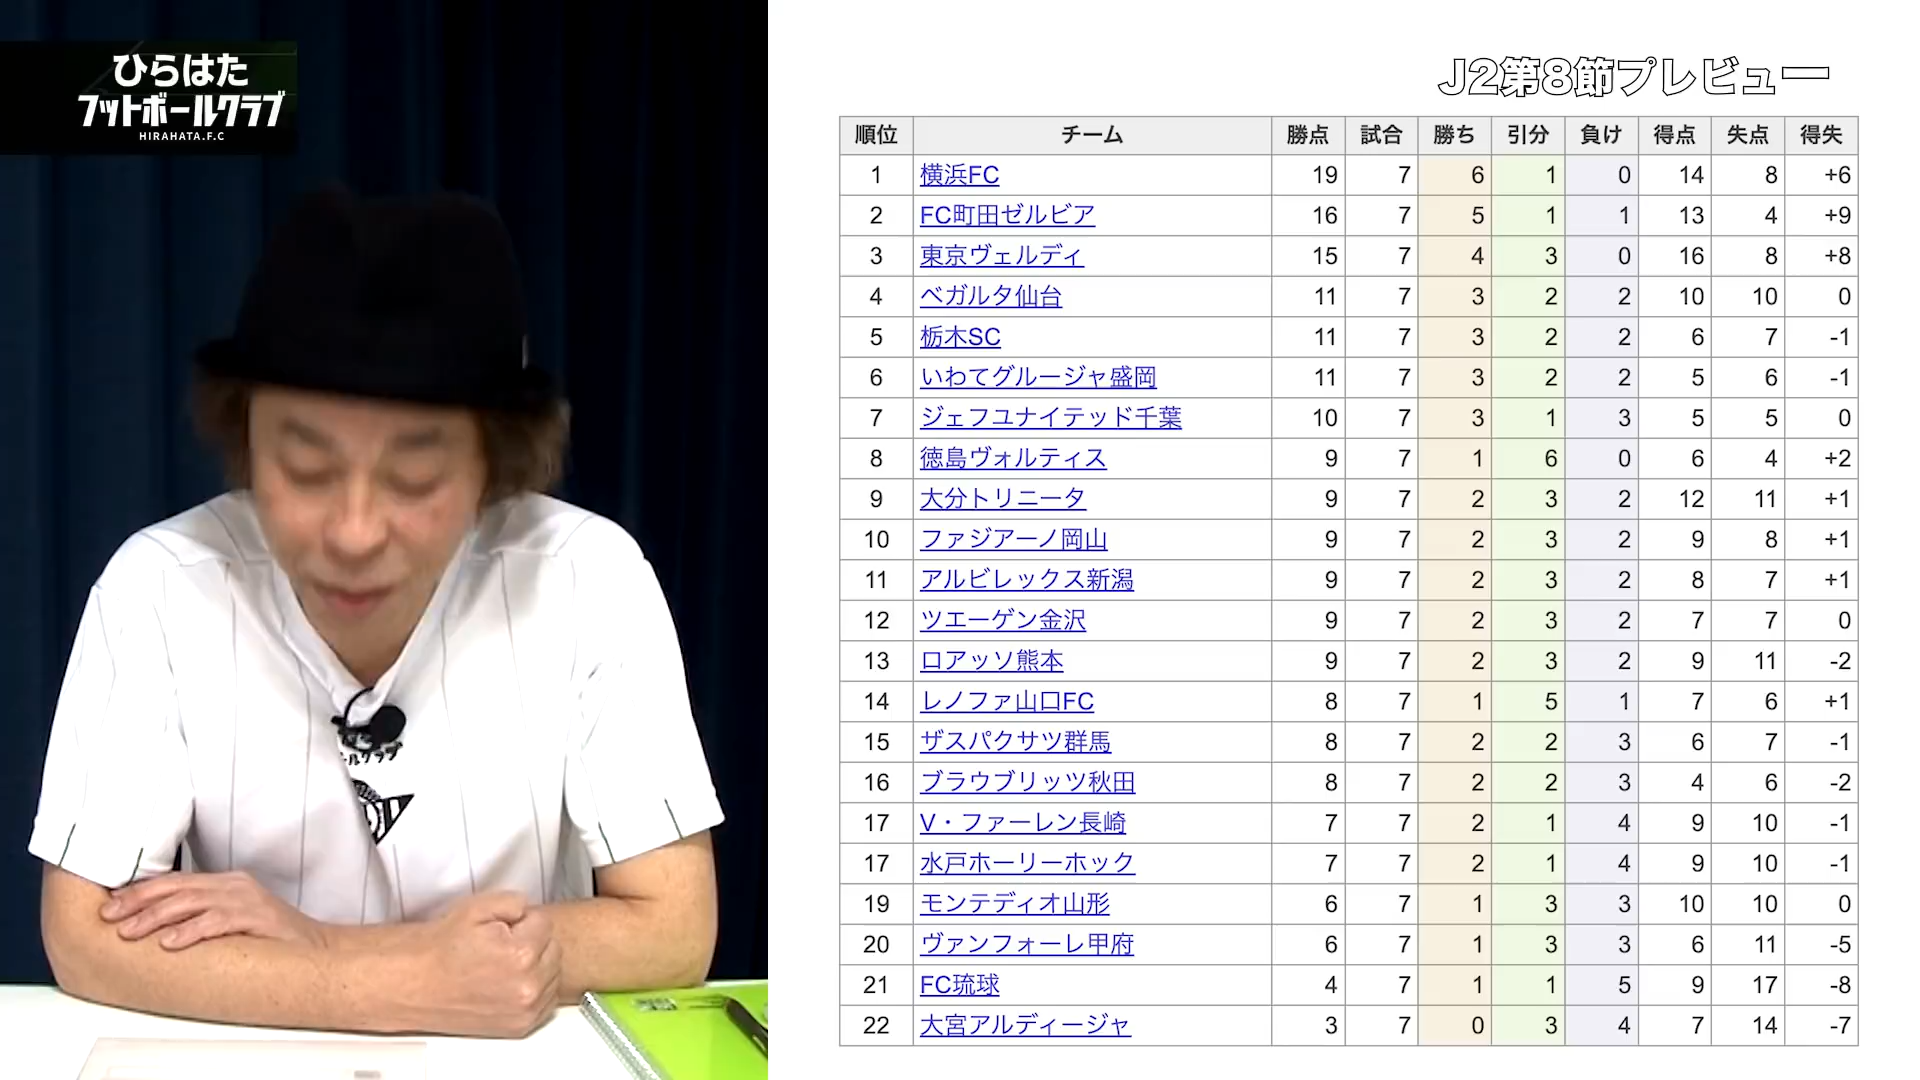 ひらはた
フットボールクラブ
HIRAHATA.F.C
J2第8節プレビュー
順位 チーム 勝点 試合 勝ち 引分 負け 得点 失点 得失
1 横浜FC 19 7 6 1 0 14 8 +6
2 FC町田ゼルビア 16 7 5 1 1 13 4 +9
3 東京ヴェルディ 15 7 4 3 0 16 8 +8
4 ベガルタ仙台 11 7 3 2 2 10 10 0
5 栃木SC 11 7 3 2 2 6 7 -1
6 いわてグルージャ盛岡 11 7 3 2 2 5 6 -1
7 ジェフユナイテッド千葉 10 7 3 1 3 5 5 0
8 徳島ヴォルティス 9 7 1 6 0 6 4 +2
9 大分トリニータ 9 7 2 3 2 12 11 +1
10 ファジアーノ岡山 9 7 2 3 2 9 8 +1
11 アルビレックス新潟 9 7 2 3 2 8 7 +1
12 ツエーゲン金沢 9 7 2 3 2 7 7 0
13 ロアッソ熊本 9 7 2 3 2 9 11 -2
14 レノファ山口FC 8 7 1 5 1 7 6 +1
15 ザスパクサツ群馬 8 7 2 2 3 6 7 -1
16 ブラウブリッツ秋田 8 7 2 2 3 4 6 -2
17 V・ファーレン長崎 7 7 2 1 4 9 10 -1
17 水戸ホーリーホック 7 7 2 1 4 9 10 -1
19 モンテディオ山形 6 7 1 3 3 10 10 0
20 ヴァンフォーレ甲府 6 7 1 3 3 6 11 -5
21 FC琉球 4 7 1 1 5 9 17 -8
22 大宮アルディージャ 3 7 0 3 4 7 14 -7